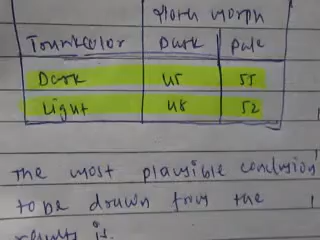 Moth morph
Trunk color Dark Pale
Dark 45 55
Light 48 52
The most plausible conclusion
to be drawn from the
results is